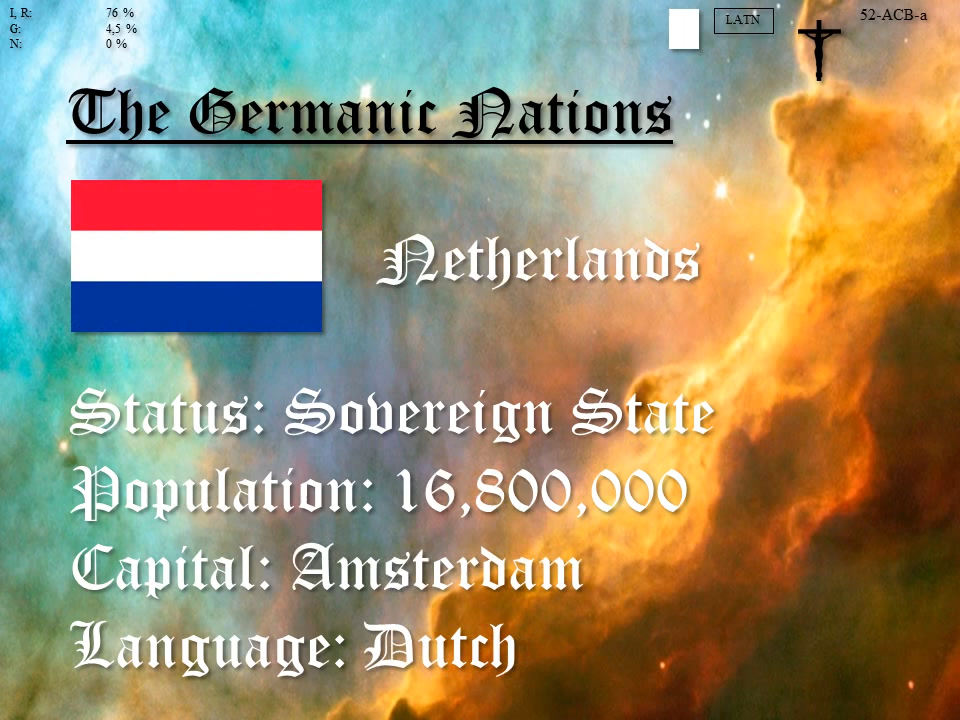 I, R: 76 %
G: 4,5 %
N: 0 %
LATN
52-ACB-a
The Germanic Nations
Netherlands
Status: Sovereign State
Population: 16,800,000
Capital: Amsterdam
Language: Dutch